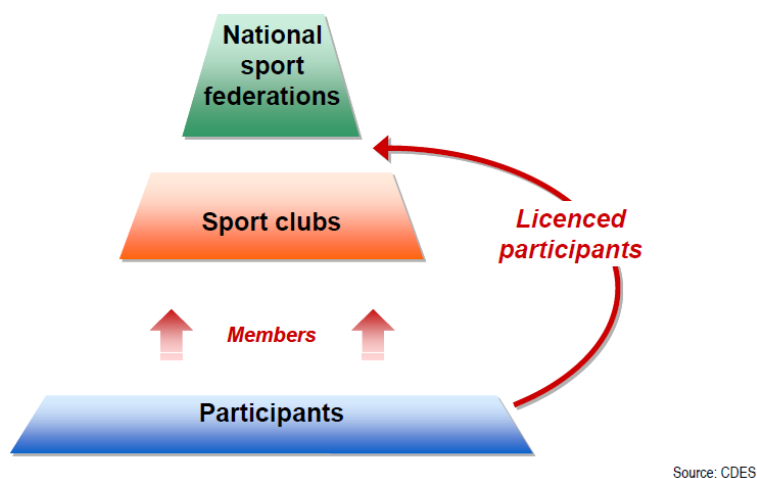 National
sport
federations
Sport clubs
Licenced
participants
Members
Participants
Source: CDES